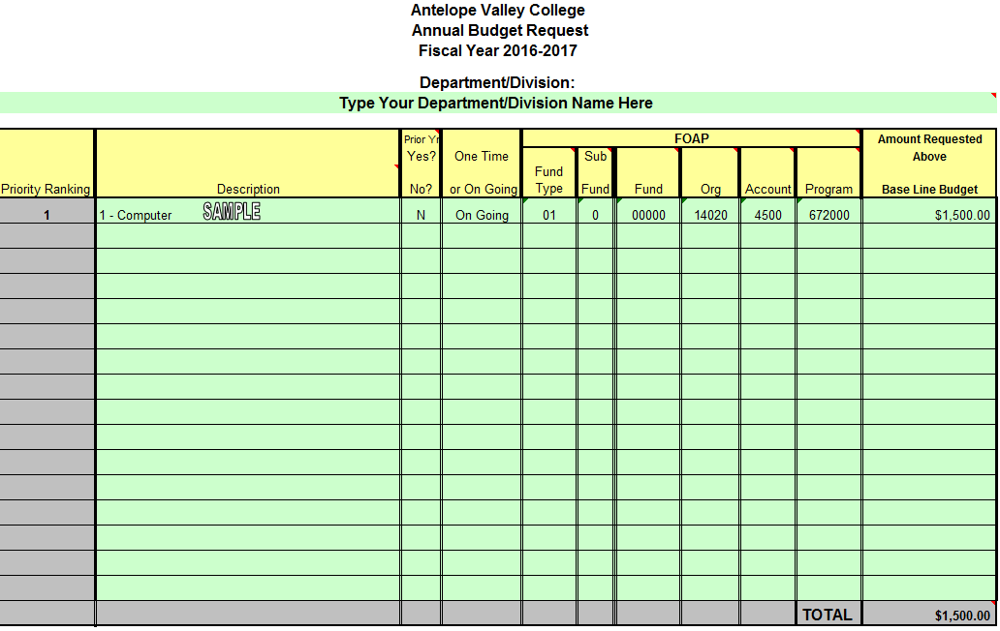 Antelope Valley College
Annual Budget Request
Fiscal Year 2016-2017
Department/Division:
Type Your Department/Division Name Here
Priority Ranking Description Prior Yr Yes? No? One Time or On Going FOAP Fund Type Sub Fund Fund Org Account Program Amount Requested Above Base Line Budget
1 1 - Computer SAMPLE N On Going 01 0 00000 14020 4500 672000 $1,500.00
TOTAL $1,500.00